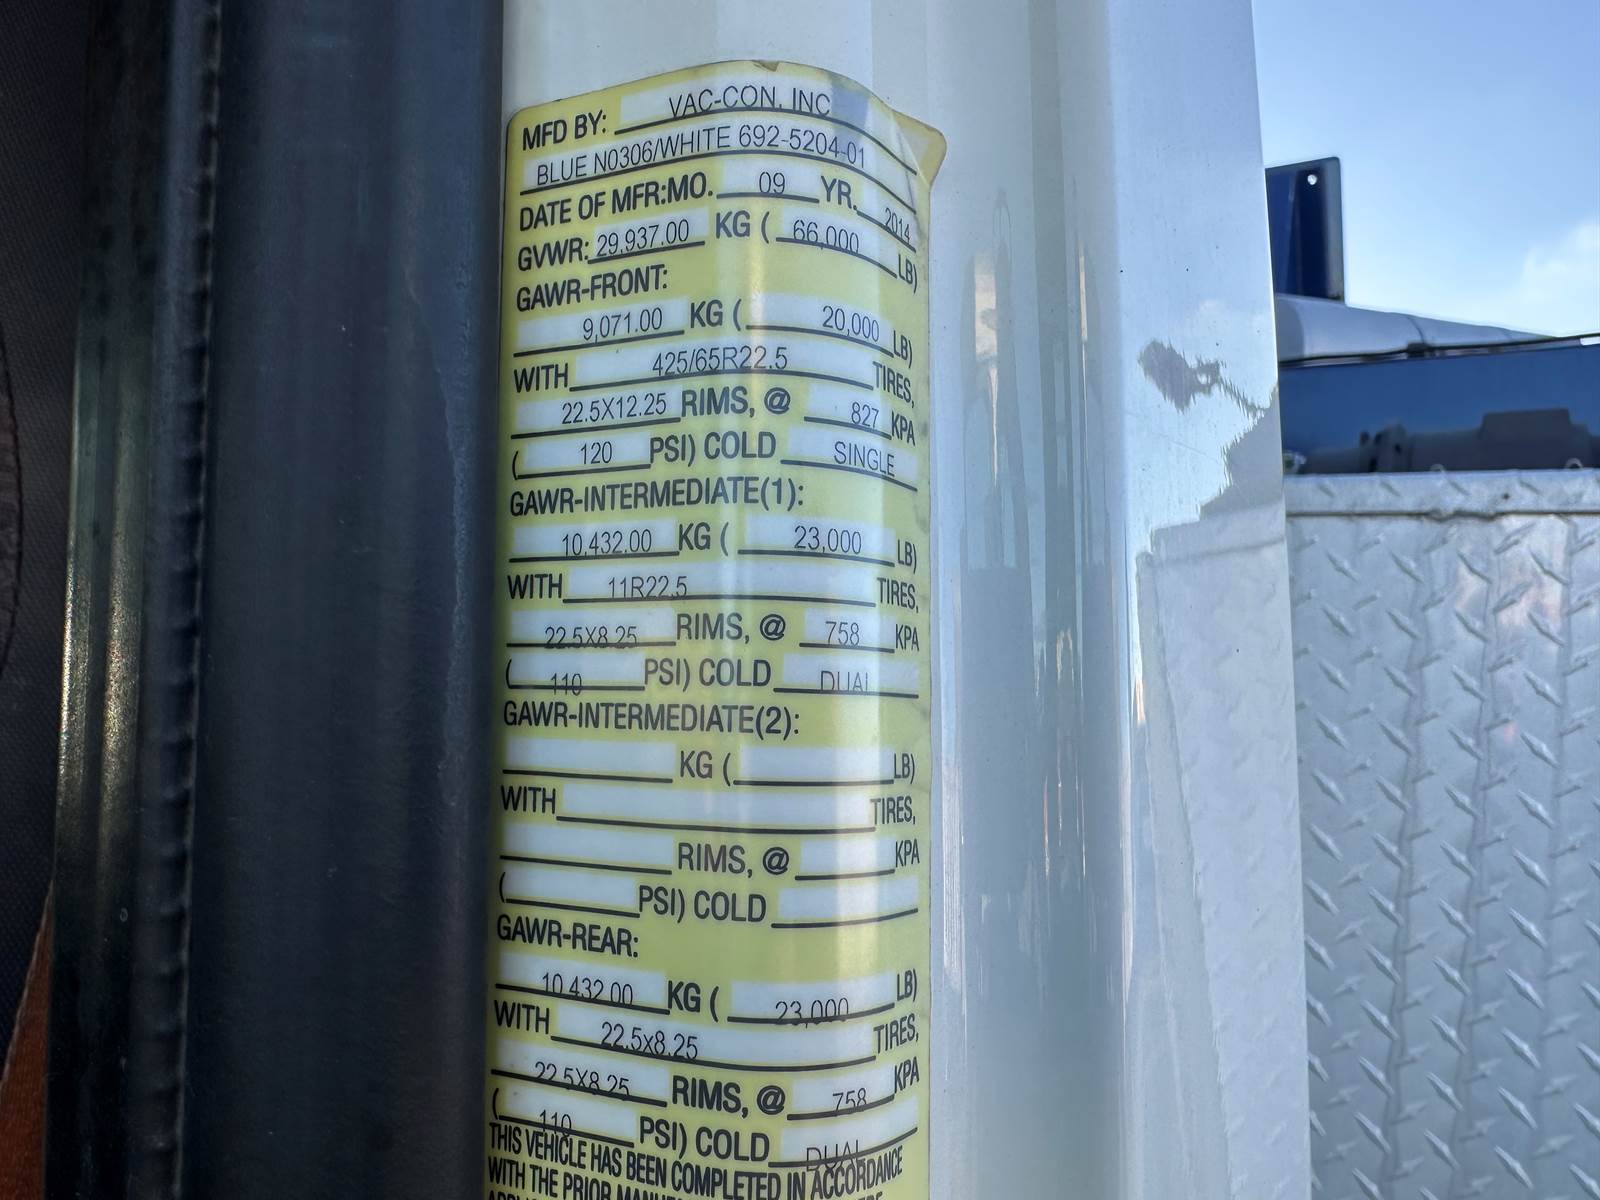 MFD BY: VAC-CON, INC
BLUE N0306/WHITE 692-5204-01
DATE OF MFR:MO. 09 YR. 2014
GVWR: 29,937.00 KG ( 66,000 LB)
GAWR-FRONT:
9,071.00 KG ( 20,000 LB)
WITH 425/65R22.5 TIRES,
22.5X12.25 RIMS, @ 827 KPA
( 120 PSI) COLD SINGLE
GAWR-INTERMEDIATE(1):
10,432.00 KG ( 23,000 LB)
WITH 11R22.5 TIRES,
22.5X8.25 RIMS, @ 758 KPA
( 110 PSI) COLD DUAL
GAWR-INTERMEDIATE(2):
KG ( LB)
WITH TIRES,
RIMS, @ KPA
( PSI) COLD
GAWR-REAR:
10,432.00 KG ( 23,000 LB)
WITH 22.5x8.25 TIRES,
22.5X8.25 RIMS, @ 758 KPA
( 110 PSI) COLD DUAL
THIS VEHICLE HAS BEEN COMPLETED IN ACCORDANCE
WITH THE PRIOR